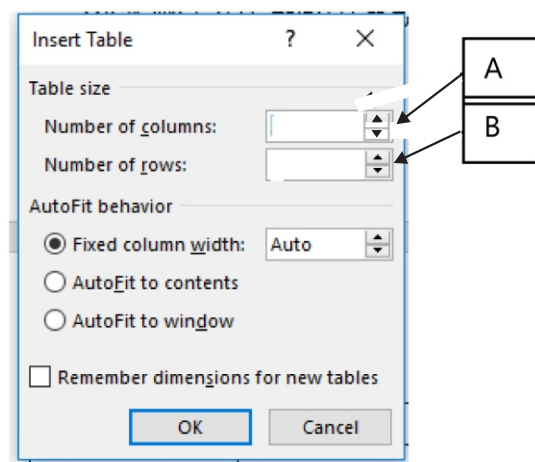 Insert Table ? X
Table size
Number of columns:
A
Number of rows:
B
AutoFit behavior
Fixed column width: Auto
AutoFit to contents
AutoFit to window
Remember dimensions for new tables
OK Cancel